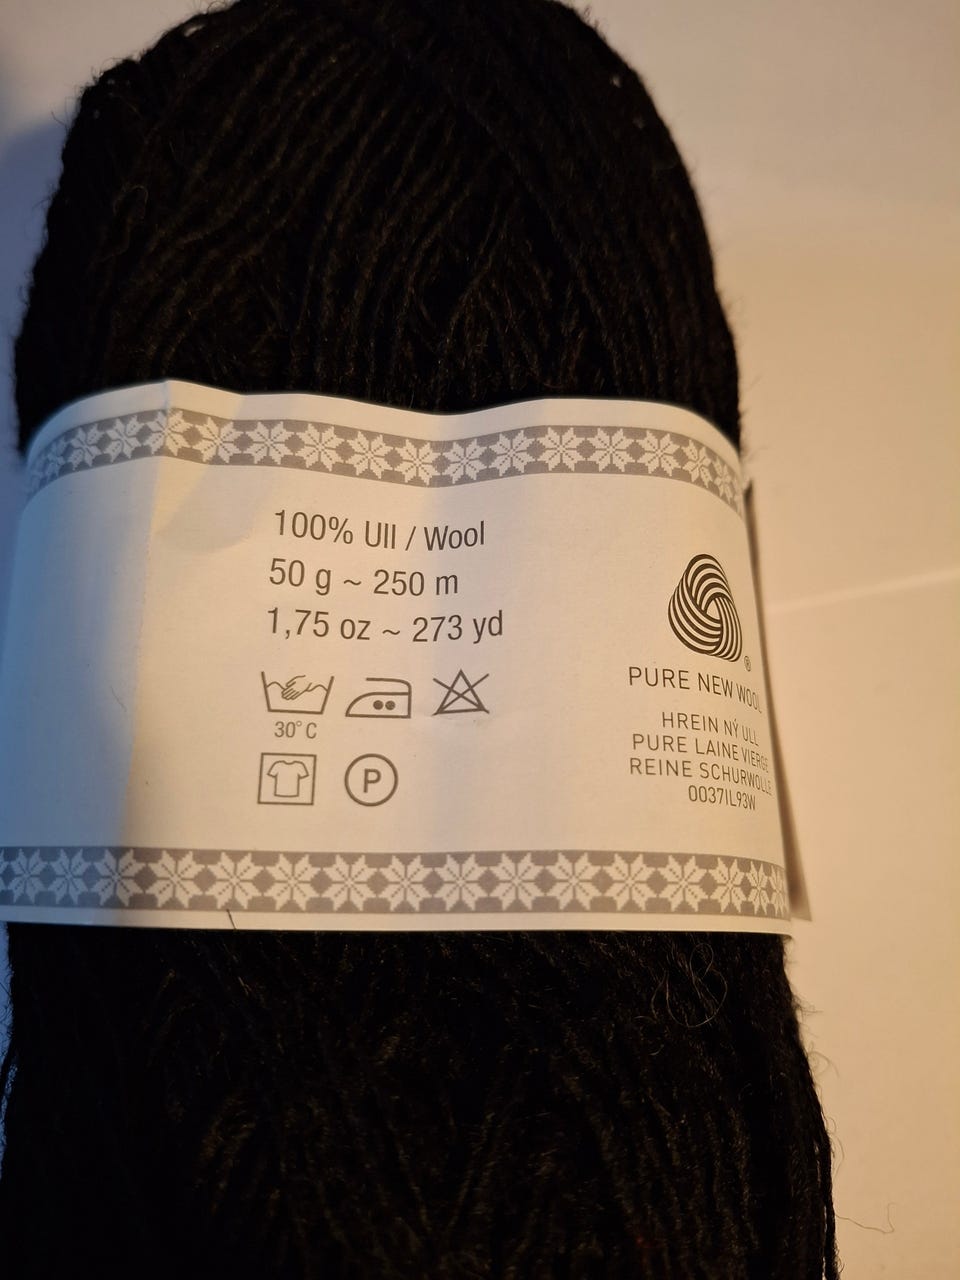 100% Ull / Wool
50 g ~ 250 m
1,75 oz ~ 273 yd
30° C
P
®
PURE NEW WOOL
HREIN NÝ ULL
PURE LAINE VIERGE
REINE SCHURWOLLE
0037IL93W